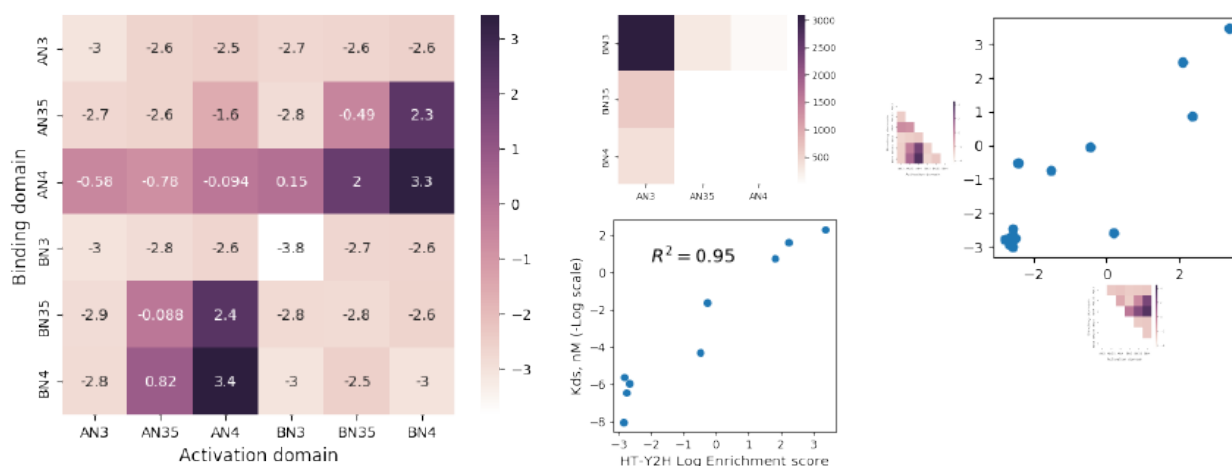 Binding domain
AN3
-3 -2.6 -2.5 -2.7 -2.6 -2.6
AN35
-2.7 -2.6 -1.6 -2.8 -0.49 2.3
AN4
-0.58 -0.78 -0.094 0.15 2 3.3
BN3
-3 -2.8 -2.6 -3.8 -2.7 -2.6
BN35
-2.9 -0.088 2.4 -2.8 -2.8 -2.6
BN4
-2.8 0.82 3.4 -3 -2.5 -3
AN3 AN35 AN4 BN3 BN35 BN4
Activation domain
3
2
1
0
−1
−2
−3
BN3
BN35
BN4
AN3 AN35 AN4
3000
2500
2000
1500
1000
500
Kds, nM (-Log scale)
2
0
−2
−4
−6
−8
R² = 0.95
−3 −2 −1 0 1 2 3
HT-Y2H Log Enrichment score
3
2
1
0
−1
−2
−3
−2 0 2